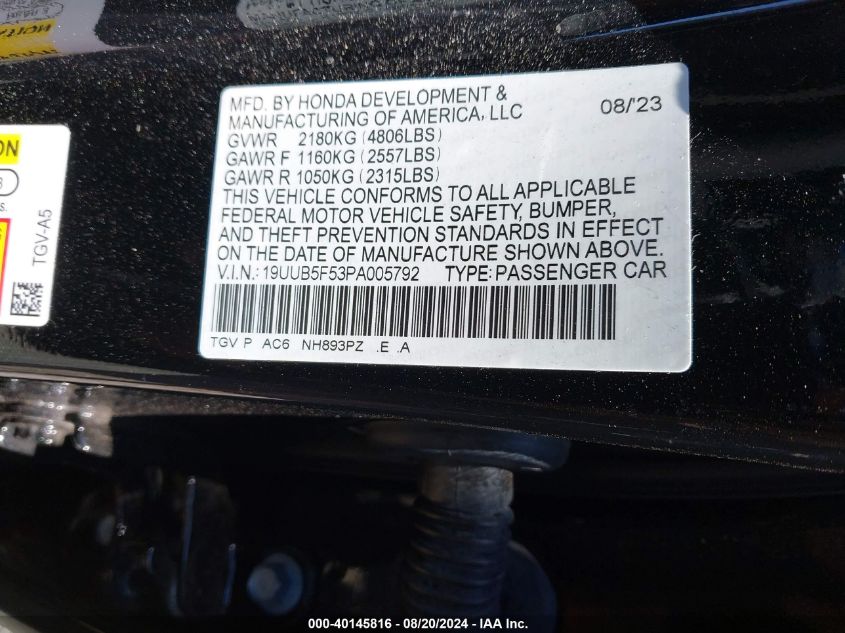 MFD. BY HONDA DEVELOPMENT &
MANUFACTURING OF AMERICA, LLC 08/'23
GVWR 2180KG (4806LBS)
GAWR F 1160KG (2557LBS)
GAWR R 1050KG (2315LBS)
THIS VEHICLE CONFORMS TO ALL APPLICABLE
FEDERAL MOTOR VEHICLE SAFETY, BUMPER,
AND THEFT PREVENTION STANDARDS IN EFFECT
ON THE DATE OF MANUFACTURE SHOWN ABOVE.
V.I.N.: 19UUB5F53PA005792 TYPE: PASSENGER CAR
TGV P AC6 NH893PZ .E .A
TGV-A5
000-40145816 - 08/20/2024 - IAA Inc.